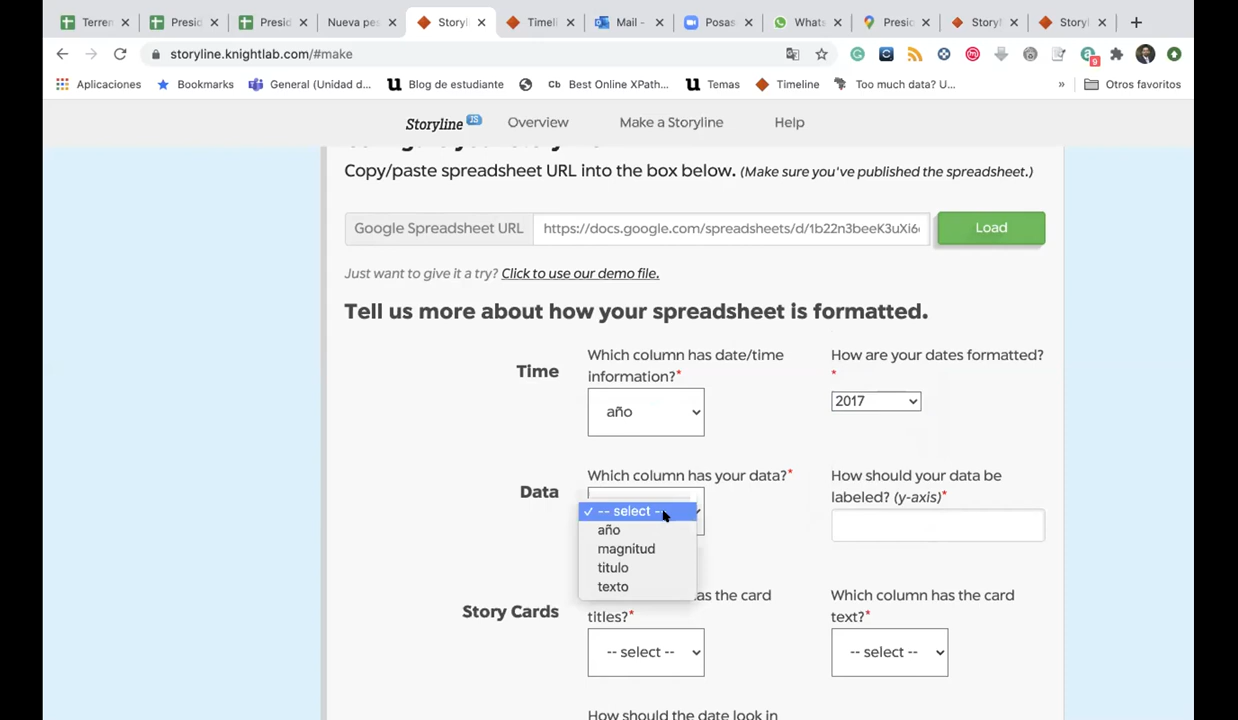 Terren
Presid
Presid
Nueva pes
Storyl
Timeli
Mail -
Posas
Whats
Presio
StoryM
Storyl
storyline.knightlab.com/#make
9
Aplicaciones
Bookmarks
General (Unidad d...
Blog de estudiante
Cb Best Online XPath...
Temas
Timeline
Too much data? U...
»
Otros favoritos
Storyline JS
Overview
Make a Storyline
Help
Copy/paste spreadsheet URL into the box below. (Make sure you've published the spreadsheet.)
Google Spreadsheet URL
https://docs.google.com/spreadsheets/d/1b22n3beeK3uXi6
Load
Just want to give it a try? Click to use our demo file.
Tell us more about how your spreadsheet is formatted.
Time
Which column has date/time
information?*
año
How are your dates formatted?
*
2017
Data
Which column has your data?*
✓ -- select --
año
magnitud
titulo
texto
How should your data be
labeled? (y-axis)*
Story Cards
as the card
titles?*
-- select --
Which column has the card
text?*
-- select --
How should the date look in